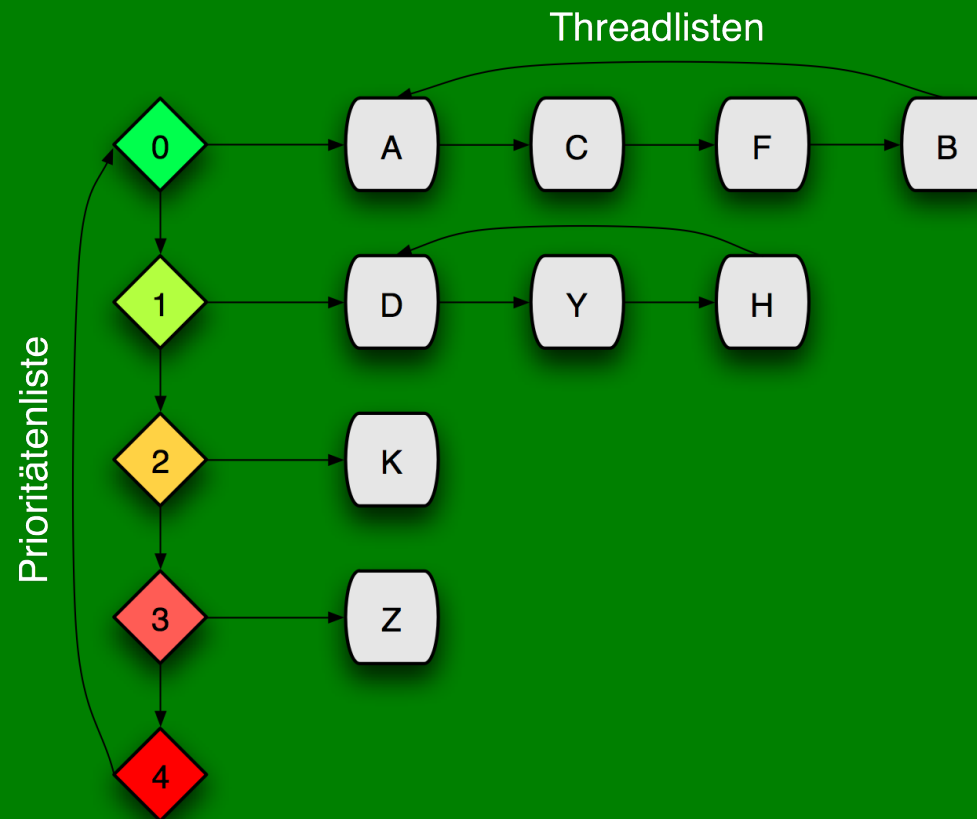 Threadlisten
0 A C F B
1 D Y H
2 K
3 Z
4
Prioritätenliste